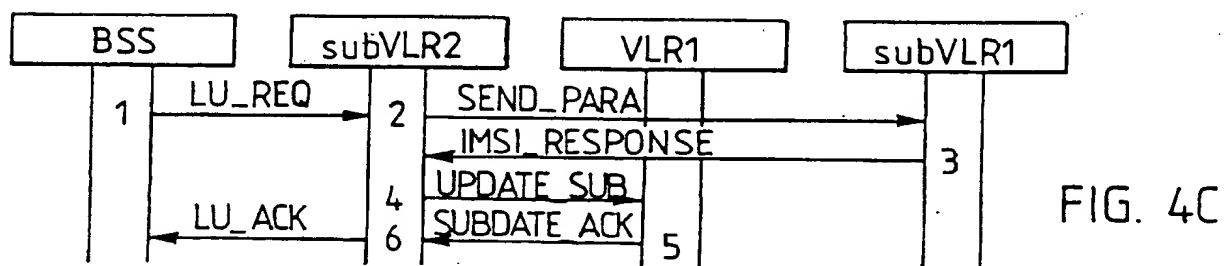 BSS subVLR2 VLR1 subVLR1
1 LU_REQ 2 SEND_PARA
IMSI_RESPONSE 3
4 UPDATE_SUB
LU_ACK 6 SUBDATE_ACK 5
FIG. 4C